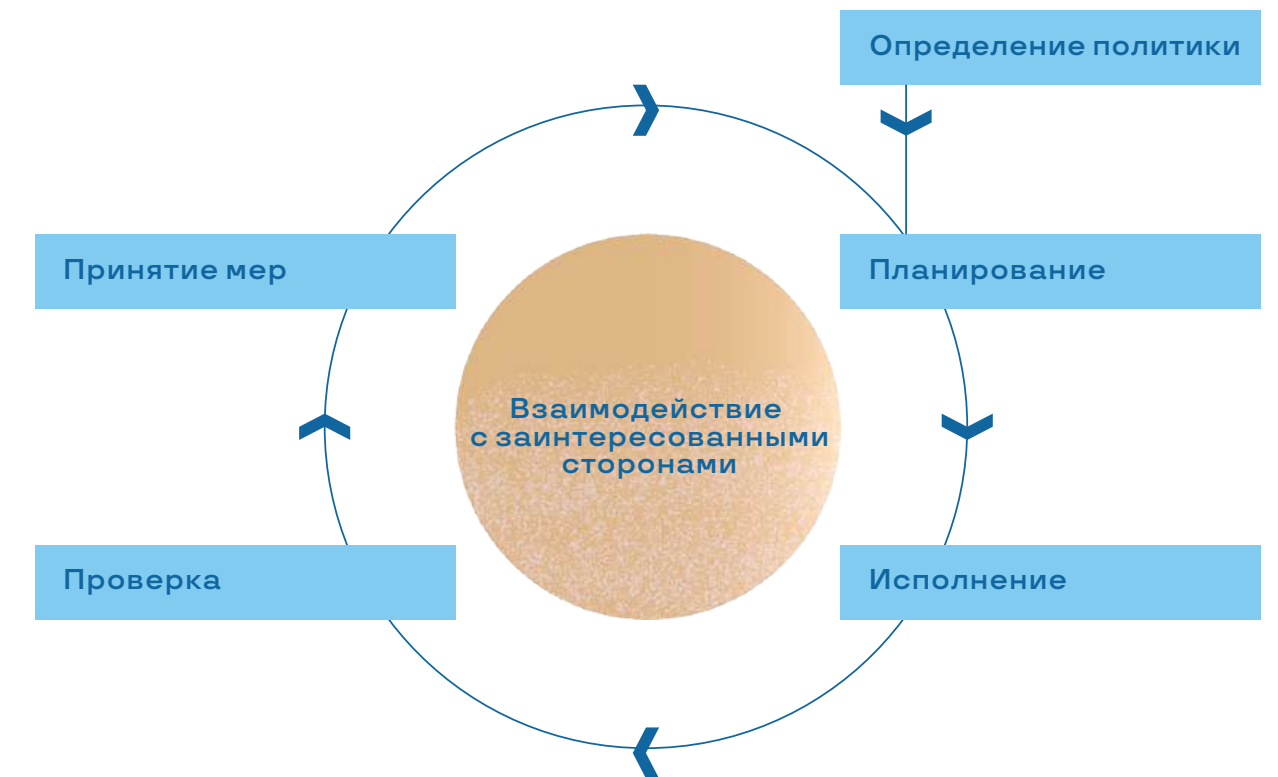 Определение политики
Принятие мер
Планирование
Взаимодействие
с заинтересованными
сторонами
Проверка
Исполнение